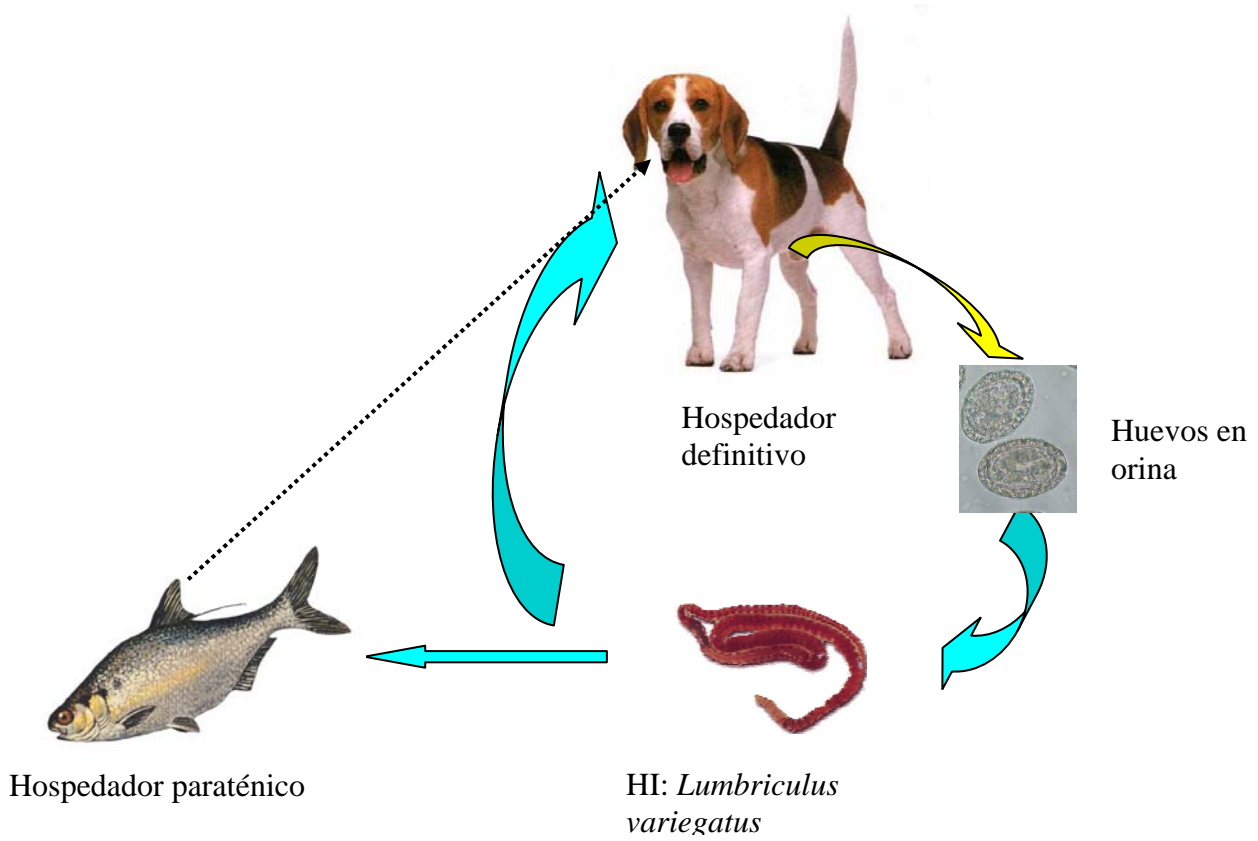 Hospedador
definitivo
Huevos en
orina
Hospedador paraténico
HI: Lumbriculus
variegatus